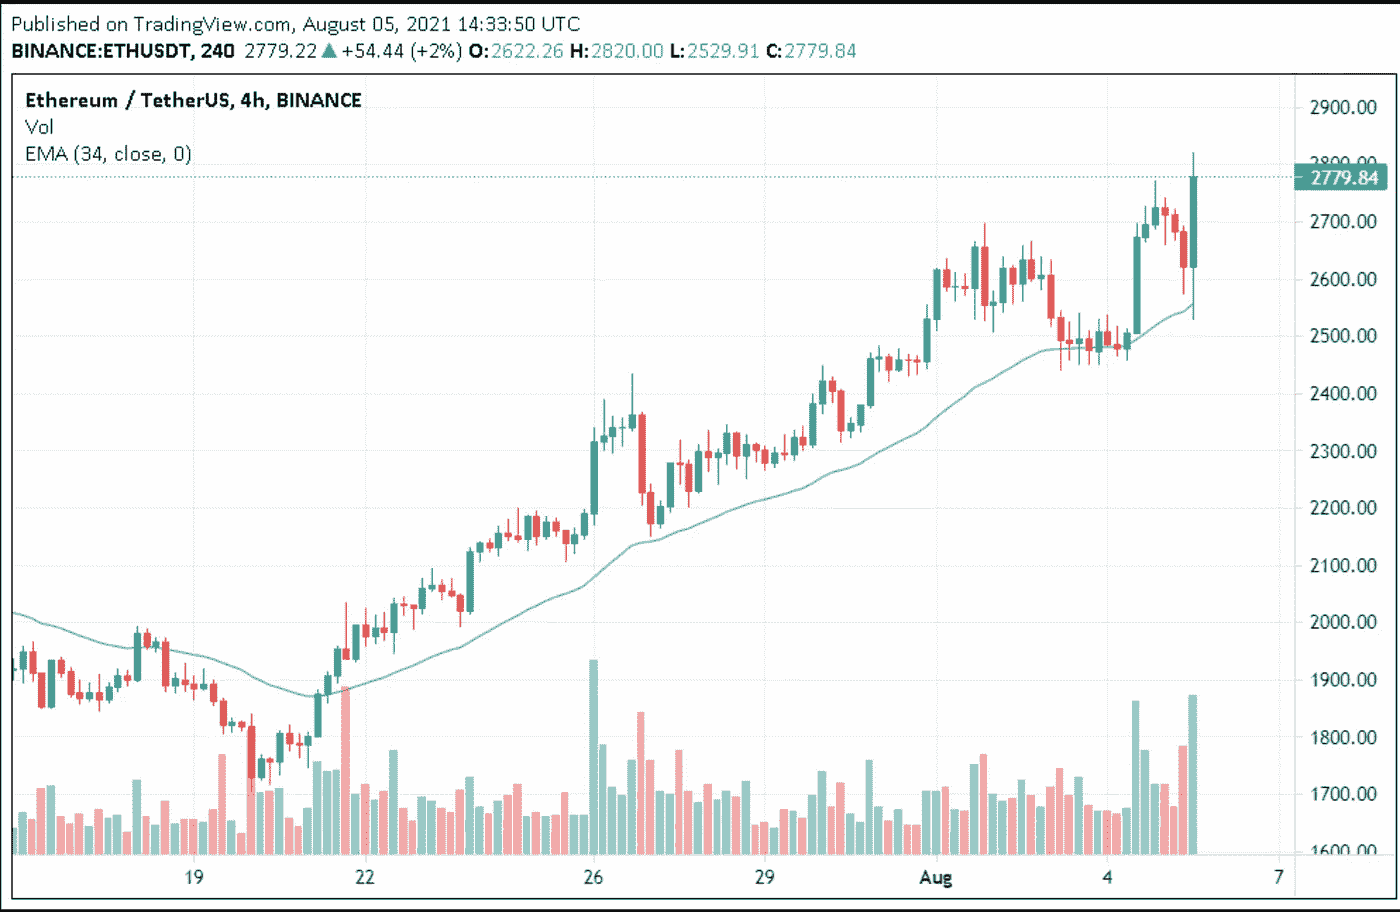 Published on TradingView.com, August 05, 2021 14:33:50 UTC
BINANCE:ETHUSDT, 240 2779.22 ▲ +54.44 (+2%) O:2622.26 H:2820.00 L:2529.91 C:2779.84
Ethereum / TetherUS, 4h, BINANCE
Vol
EMA (34, close, 0)
2900.00
2800.00
2779.84
2700.00
2600.00
2500.00
2400.00
2300.00
2200.00
2100.00
2000.00
1900.00
1800.00
1700.00
1600.00
19 22 26 29 Aug 4 7